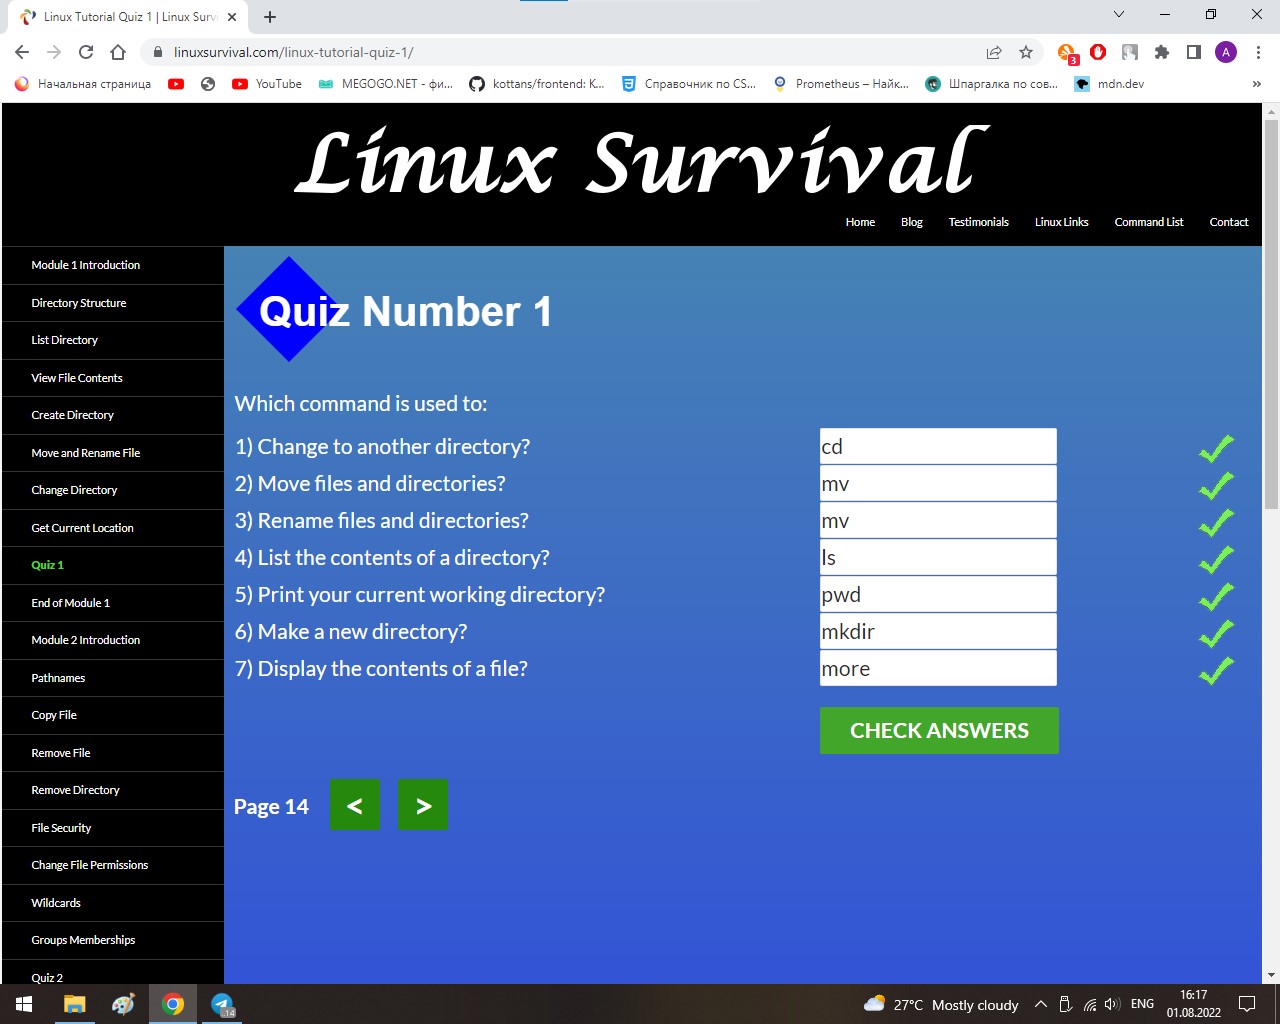 Linux Tutorial Quiz 1 | Linux Surv
linuxsurvival.com/linux-tutorial-quiz-1/
3
A
Начальная страница
YouTube
MEGOGO.NET - фи...
kottans/frontend: K...
Справочник по CS...
Prometheus – Найк...
Шпаргалка по сов...
mdn.dev
»
Linux Survival
Home Blog Testimonials Linux Links Command List Contact
Module 1 Introduction
Directory Structure
List Directory
View File Contents
Create Directory
Move and Rename File
Change Directory
Get Current Location
Quiz 1
End of Module 1
Module 2 Introduction
Pathnames
Copy File
Remove File
Remove Directory
File Security
Change File Permissions
Wildcards
Groups Memberships
Quiz 2
Quiz Number 1
Which command is used to:
1) Change to another directory? cd
2) Move files and directories? mv
3) Rename files and directories? mv
4) List the contents of a directory? ls
5) Print your current working directory? pwd
6) Make a new directory? mkdir
7) Display the contents of a file? more
CHECK ANSWERS
Page 14 < >
.14
27°C Mostly cloudy
ENG
16:17
01.08.2022